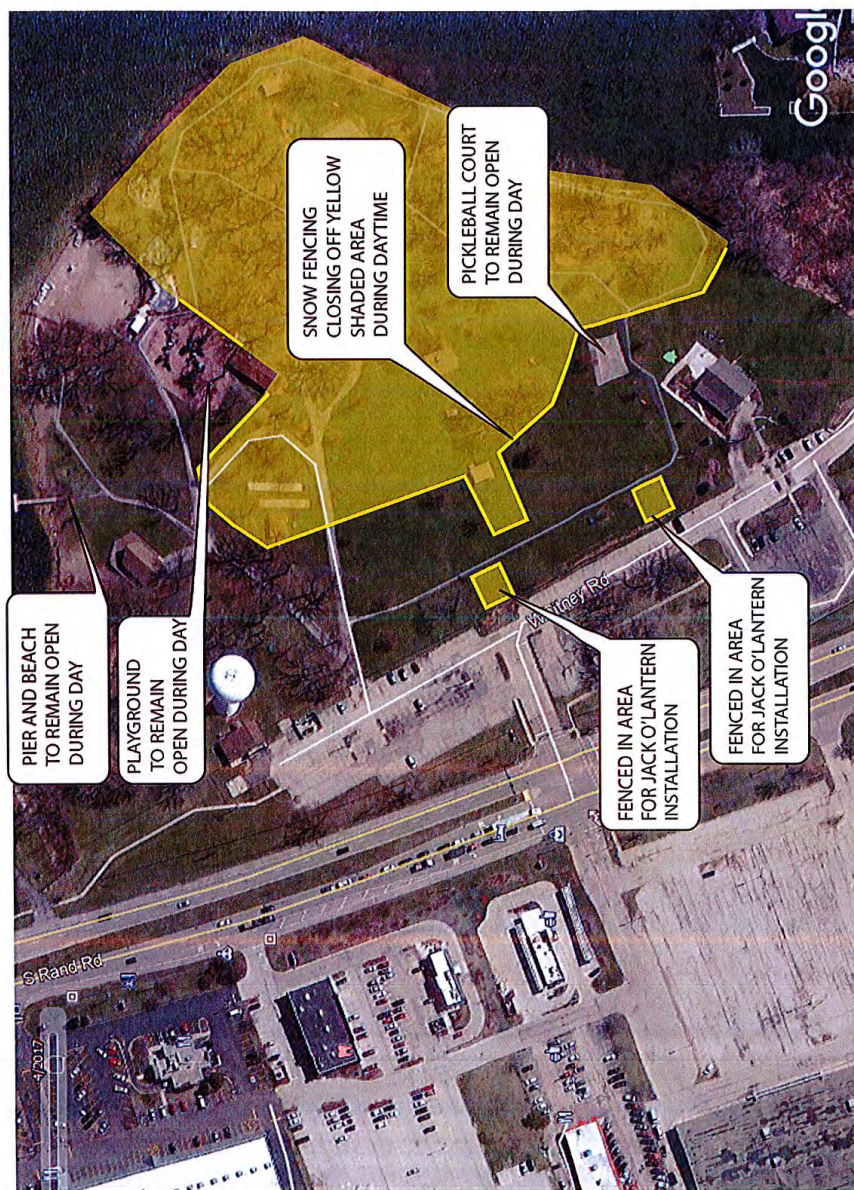 PIER AND BEACH
TO REMAIN OPEN
DURING DAY
PLAYGROUND
TO REMAIN
OPEN DURING DAY
SNOW FENCING
CLOSING OFF YELLOW
SHADED AREA
DURING DAYTIME
PICKLEBALL COURT
TO REMAIN OPEN
DURING DAY
FENCED IN AREA
FOR JACK O'LANTERN
INSTALLATION
FENCED IN AREA
FOR JACK O'LANTERN
INSTALLATION
Whitney Rd
S Rand Rd
4/2017
Google